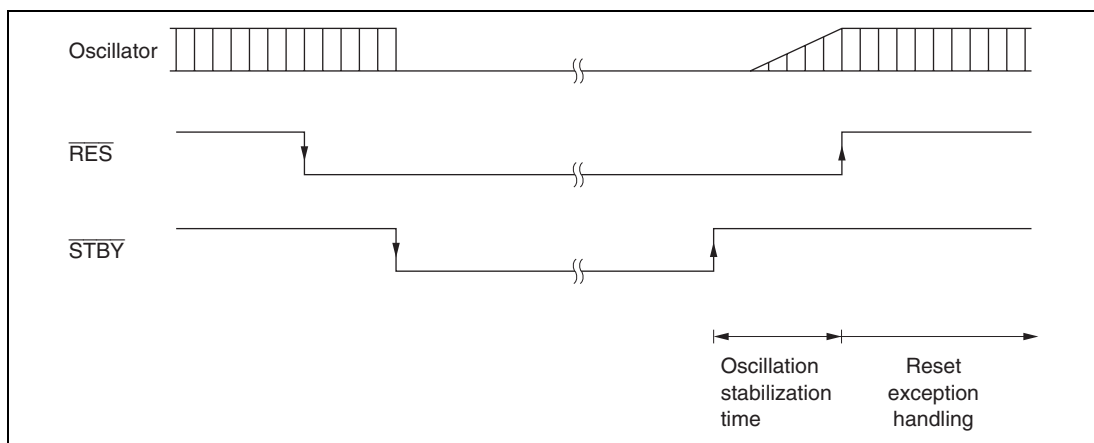 Oscillator
RES
STBY
Oscillation
stabilization
time
Reset
exception
handling